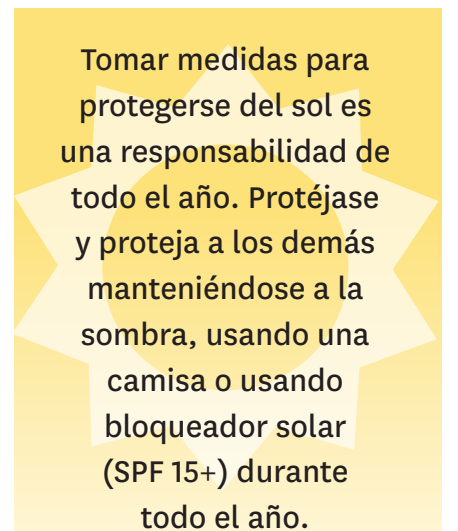 Tomar medidas para
protegerse del sol es
una responsabilidad de
todo el año. Protéjase
y proteja a los demás
manteniéndose a la
sombra, usando una
camisa o usando
bloqueador solar
(SPF 15+) durante
todo el año.